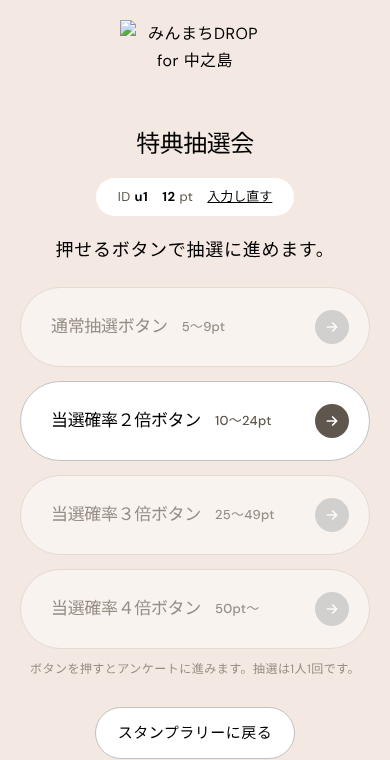 みんまちDROP
for 中之島
特典抽選会
ID u1 12 pt 入力し直す
押せるボタンで抽選に進めます。
通常抽選ボタン 5〜9pt
当選確率２倍ボタン 10〜24pt
当選確率３倍ボタン 25〜49pt
当選確率４倍ボタン 50pt〜
ボタンを押すとアンケートに進みます。抽選は1人1回です。
スタンプラリーに戻る